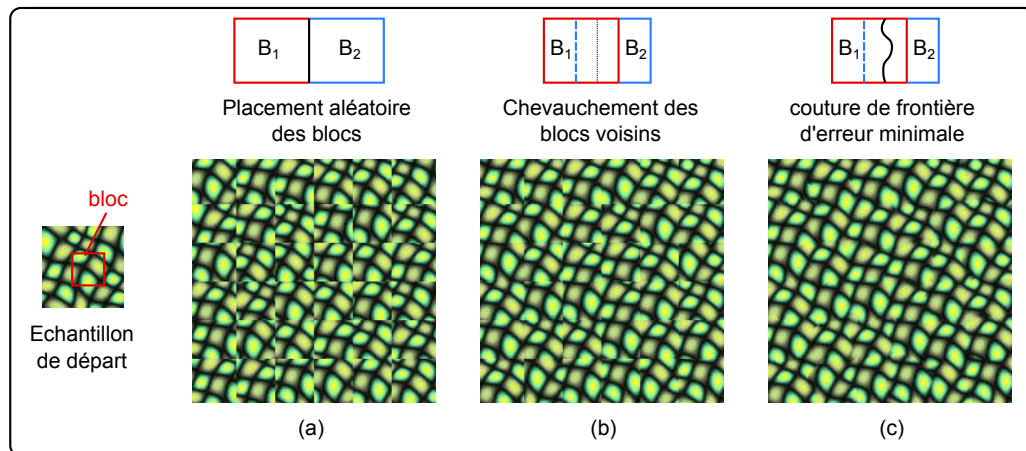 B1 B2
Placement aléatoire
des blocs
B1 B2
Chevauchement des
blocs voisins
B1 B2
couture de frontière
d'erreur minimale
bloc
Echantillon
de départ
(a)
(b)
(c)